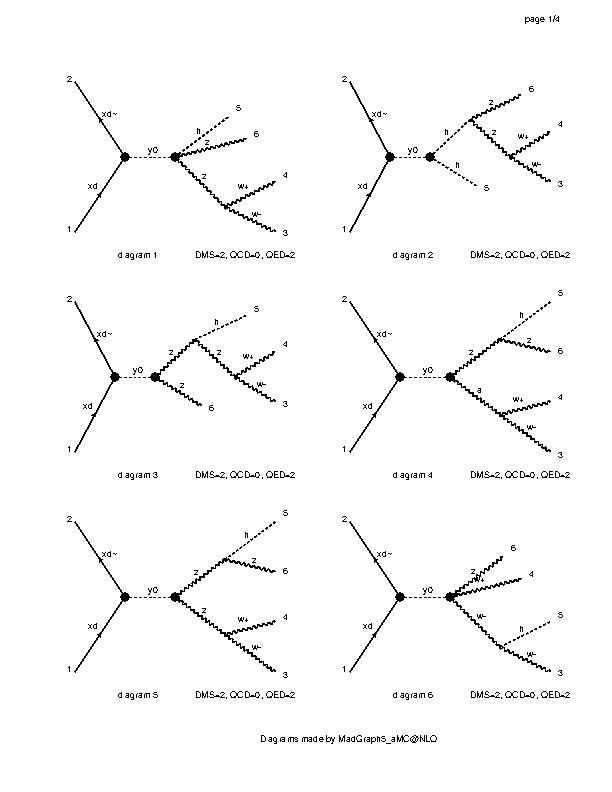 page 1/4
2 5 2 6
xd~ h 6 xd~ z 4
z h w+
y0 4 y0 z
z w+ h w-
xd w- xd 5 3
1 3 1
diagram 1 DMS=2, QCD=0, QED=2 diagram 2 DMS=2, QCD=0, QED=2
2 5 2 5
xd~ h 4 xd~ h
z z w+ z z 6
y0 z w- y0 a w+ 4
xd 6 3 xd w-
1 1 3
diagram 3 DMS=2, QCD=0, QED=2 diagram 4 DMS=2, QCD=0, QED=2
2 5 2 6
xd~ h xd~ z
z z 6 w+ 4
y0 z w+ 4 y0 w- h 5
xd w- xd w-
1 3 1 3
diagram 5 DMS=2, QCD=0, QED=2 diagram 6 DMS=2, QCD=0, QED=2
Diagrams made by MadGraph5_aMC@NLO